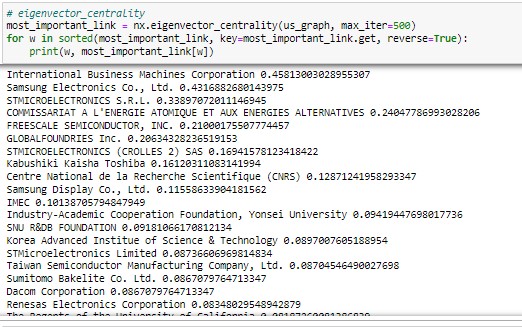 # eigenvector_centrality
most_important_link = nx.eigenvector_centrality(us_graph, max_iter=500)
for w in sorted(most_important_link, key=most_important_link.get, reverse=True):
    print(w, most_important_link[w])
International Business Machines Corporation 0.45813003028955307
Samsung Electronics Co., Ltd. 0.4316882680143975
STMICROELECTRONICS S.R.L. 0.33897072011146945
COMMISSARIAT A L'ENERGIE ATOMIQUE ET AUX ENERGIES ALTERNATIVES 0.24047786993028206
FREESCALE SEMICONDUCTOR, INC. 0.21000175507774457
GLOBALFOUNDRIES Inc. 0.20634328236519153
STMICROELECTRONICS (CROLLES 2) SAS 0.16941578123418422
Kabushiki Kaisha Toshiba 0.16120311083141994
Centre National de la Recherche Scientifique (CNRS) 0.12871241958293347
Samsung Display Co., Ltd. 0.11558633904181562
IMEC 0.10138705794847949
Industry-Academic Cooperation Foundation, Yonsei University 0.09419447698017736
SNU R&DB FOUNDATION 0.09181066170812134
Korea Advanced Institue of Science & Technology 0.0897007605188954
STMicroelectronics Limited 0.08736606969814834
Taiwan Semiconductor Manufacturing Company, Ltd. 0.08704546490027698
Sumitomo Bakelite Co. Ltd. 0.0867079764713347
Dacom Corporation 0.0867079764713347
Renesas Electronics Corporation 0.08348029548942879
The Regents of the University of California